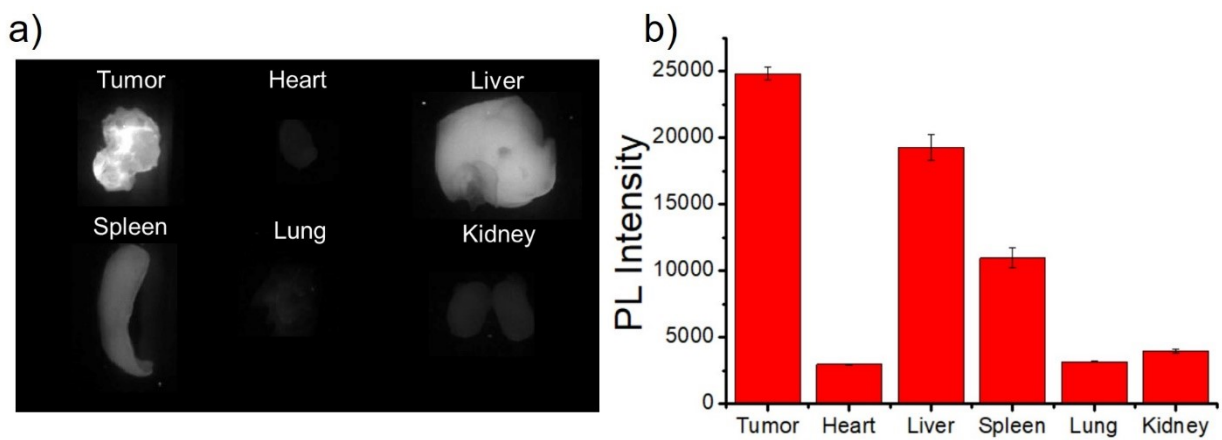 a)
Tumor Heart Liver
Spleen Lung Kidney
b)
PL Intensity
25000
20000
15000
10000
5000
0
Tumor Heart Liver Spleen Lung Kidney